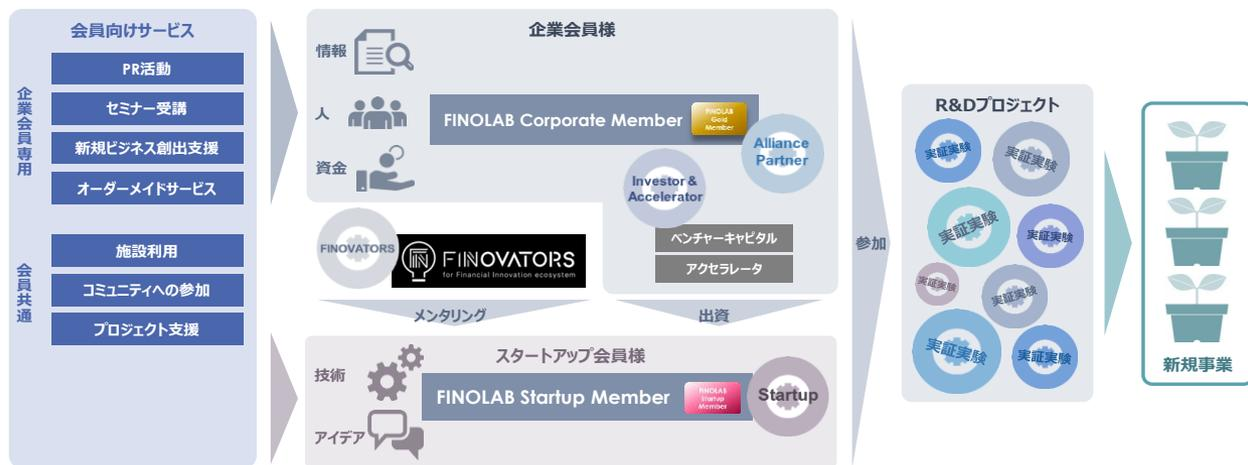 会員向けサービス
企業会員専用
PR活動
セミナー受講
新規ビジネス創出支援
オーダーメイドサービス
会員共通
施設利用
コミュニティへの参加
プロジェクト支援
企業会員様
情報
人
資金
FINOLAB Corporate Member
FINOLAB
Gold
Member
Alliance
Partner
Investor &
Accelerator
ベンチャーキャピタル
アクセラレータ
FINOVATORS
FINOVATORS
for Financial Innovation ecosystem
メンタリング
出資
スタートアップ会員様
技術
アイデア
FINOLAB Startup Member
FINOLAB
Startup
Member
Startup
参加
R&Dプロジェクト
実証実験
実証実験
実証実験
実証実験
実証実験
実証実験
実証実験
実証実験
新規事業